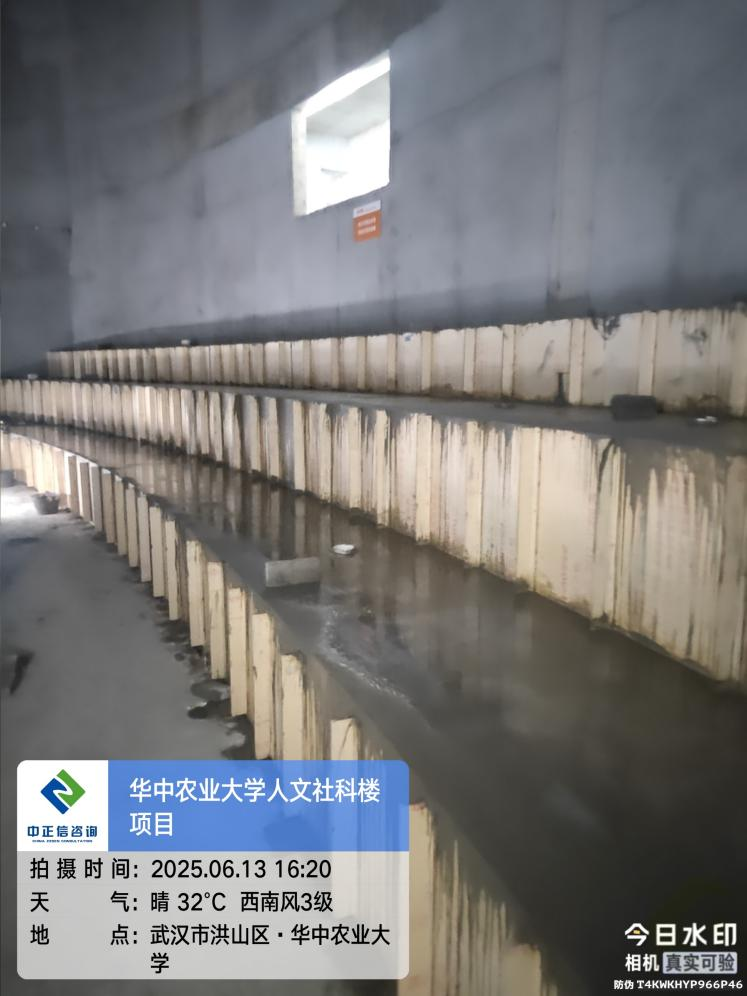 中正信咨询
CHINA ZEXIN CONSULTATION
华中农业大学人文社科楼
项目
拍摄时间: 2025.06.13 16:20
天气: 晴 32℃ 西南风3级
地点: 武汉市洪山区·华中农业大
学
今日水印
相机 真实可验
防伪 T4KWKHYP966P46